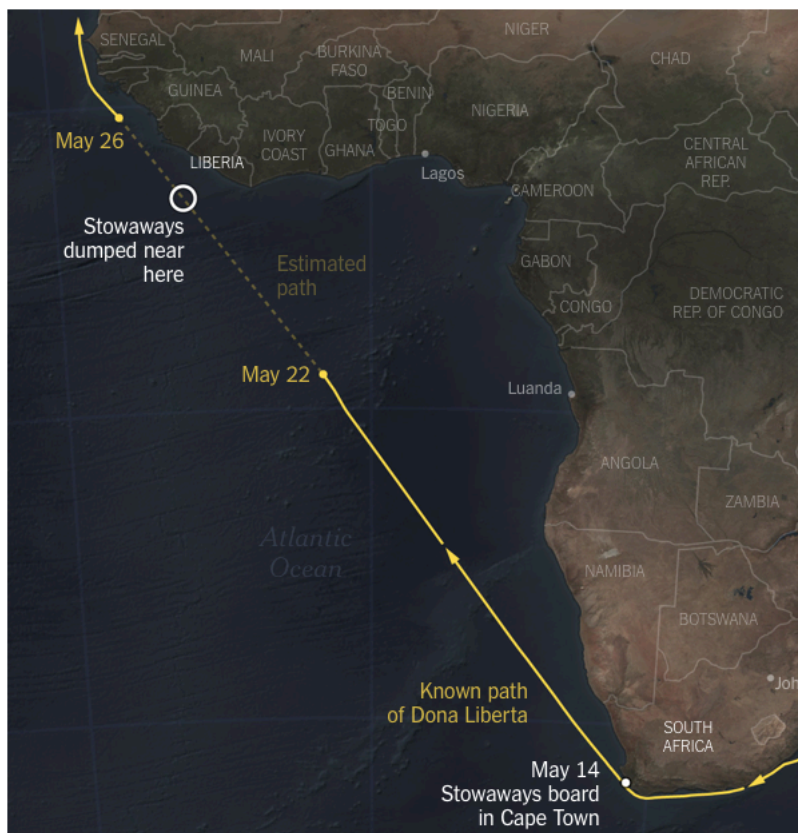 NIGER
SENEGAL
MALI
BURKINA
FASO
CHAD
GUINEA
BENIN
NIGERIA
TOGO
IVORY
COAST
GHANA
May 26
LIBERIA
Lagos
CENTRAL
AFRICAN
REP.
CAMEROON
Stowaways
dumped near
here
Estimated
path
GABON
CONGO
DEMOCRATIC
REP. OF CONGO
May 22
Luanda
ANGOLA
ZAMBIA
Atlantic
Ocean
NAMIBIA
BOTSWANA
Known path
of Dona Liberta
Joh
SOUTH
AFRICA
May 14
Stowaways board
in Cape Town